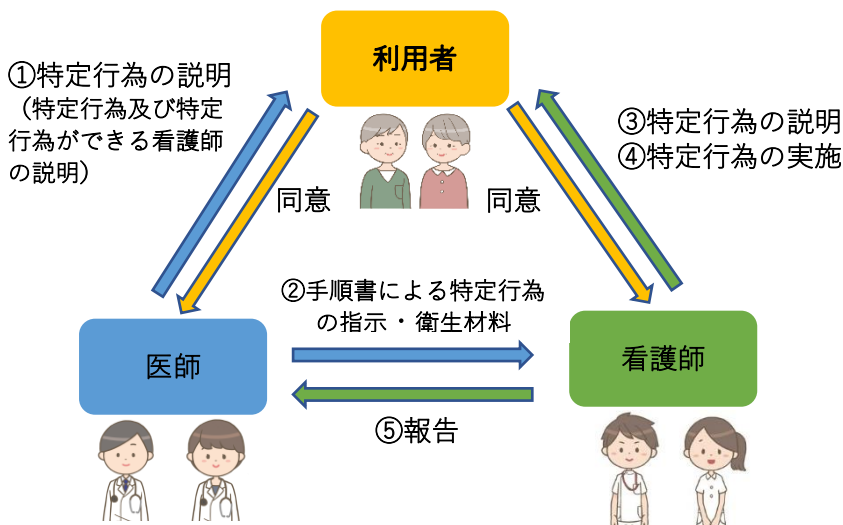 利用者
①特定行為の説明
（特定行為及び特定
行為ができる看護師
の説明）
③特定行為の説明
④特定行為の実施
同意
同意
②手順書による特定行為
の指示・衛生材料
医師
看護師
⑤報告